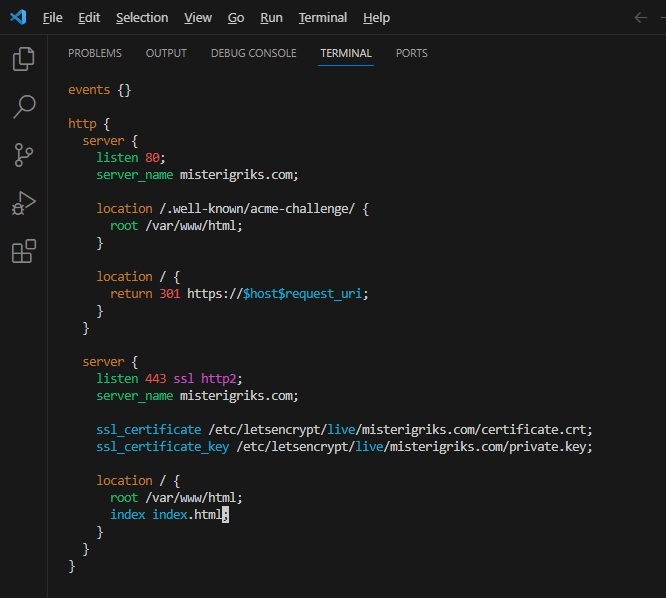 File Edit Selection View Go Run Terminal Help
PROBLEMS OUTPUT DEBUG CONSOLE TERMINAL PORTS
events {}
http {
server {
listen 80;
server_name misterigriks.com;
location /.well-known/acme-challenge/ {
root /var/www/html;
}
location / {
return 301 https://$host$request_uri;
}
}
server {
listen 443 ssl http2;
server_name misterigriks.com;
ssl_certificate /etc/letsencrypt/live/misterigriks.com/certificate.crt;
ssl_certificate_key /etc/letsencrypt/live/misterigriks.com/private.key;
location / {
root /var/www/html;
index index.html;
}
}
}